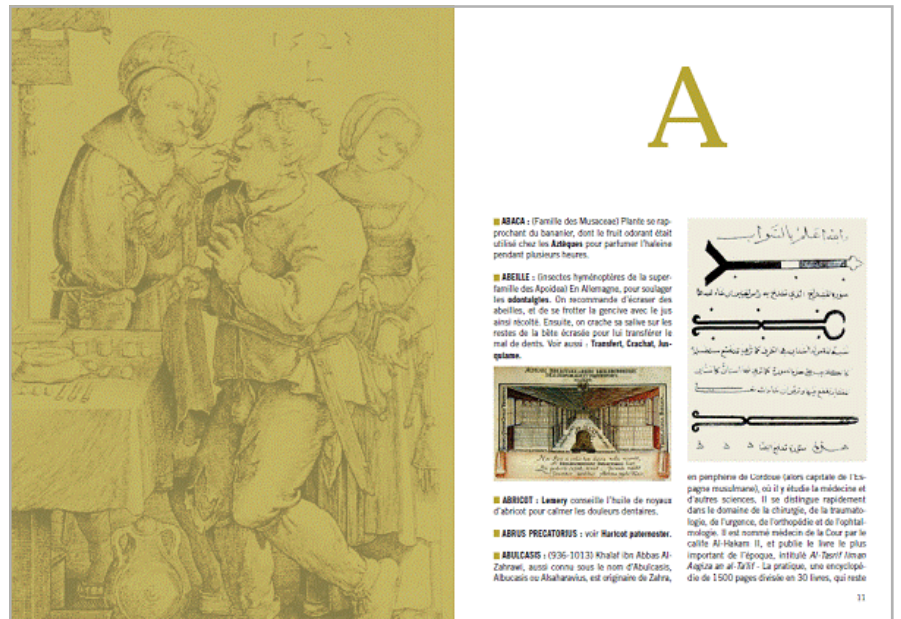 1523
L
A
ABACA : (Famille des Musaceae) Plante se rap-
prochant du bananier, dont le fruit odorant était
utilisé chez les Aztèques pour parfumer l'haleine
pendant plusieurs heures.
ABEILLE : (insectes hyménoptères de la super-
famille des Apoidea) En Allemagne, pour soulager
les odontalgies. On recommande d'écraser des
abeilles, et de se frotter la gencive avec le jus
ainsi récolté. Ensuite, on crache sa salive sur les
restes de la bête écrasée pour lui transférer le
mal de dents. Voir aussi : Transfert, Crachat, Jus-
quiame.
ABRICOT : Lemery conseille l'huile de noyaux
d'abricot pour calmer les douleurs dentaires.
ABRUS PRECATORIUS : voir Haricot paternoster.
ABULCASIS : (936-1013) Khalaf ibn Abbas Al-
Zahrawi, aussi connu sous le nom d'Abulcasis,
Albucasis ou Alsaharavius, est originaire de Zahra,
en périphérie de Cordoue (alors capitale de l'Es-
pagne musulmane), où il y étudie la médecine et
d'autres sciences. Il se distingue rapidement
dans le domaine de la chirurgie, de la traumato-
logie, de l'urgence, de l'orthopédie et de l'ophtal-
mologie. Il est nommé médecin de la Cour par le
calife Al-Hakam II, et publie le livre le plus
important de l'époque, intitulé Al-Tasrif liman
Aegiza an al-Ta'lif - La pratique, une encyclopé-
die de 1500 pages divisée en 30 livres, qui reste
11